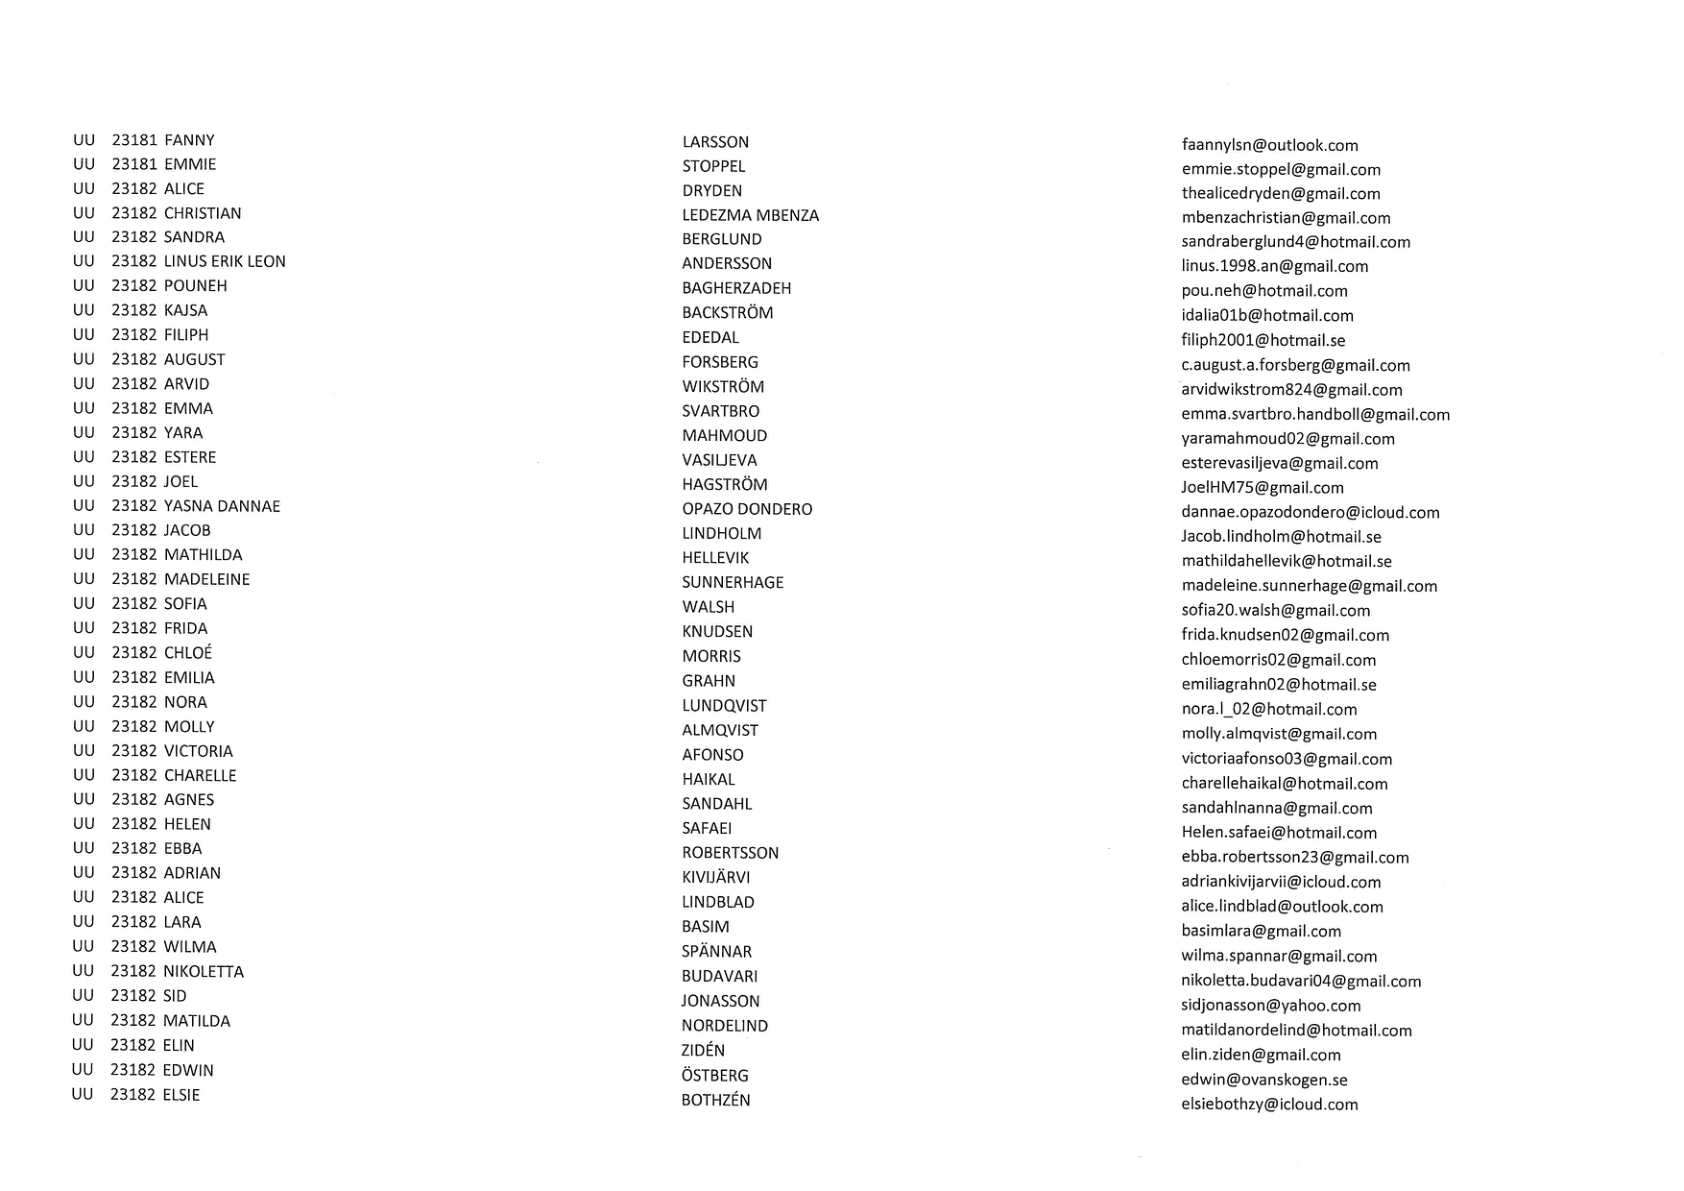 UU 23181 FANNY LARSSON faannylsn@outlook.com
UU 23181 EMMIE STOPPEL emmie.stoppel@gmail.com
UU 23182 ALICE DRYDEN thealicedryden@gmail.com
UU 23182 CHRISTIAN LEDEZMA MBENZA mbenzachristian@gmail.com
UU 23182 SANDRA BERGLUND sandraberglund4@hotmail.com
UU 23182 LINUS ERIK LEON ANDERSSON linus.1998.an@gmail.com
UU 23182 POUNEH BAGHERZADEH pou.neh@hotmail.com
UU 23182 KAJSA BACKSTRÖM idalia01b@hotmail.com
UU 23182 FILIPH EDEDAL filiph2001@hotmail.se
UU 23182 AUGUST FORSBERG c.august.a.forsberg@gmail.com
UU 23182 ARVID WIKSTRÖM arvidwikstrom824@gmail.com
UU 23182 EMMA SVARTBRO emma.svartbro.handboll@gmail.com
UU 23182 YARA MAHMOUD yaramahmoud02@gmail.com
UU 23182 ESTERE VASILJEVA esterevasiljeva@gmail.com
UU 23182 JOEL HAGSTRÖM JoelHM75@gmail.com
UU 23182 YASNA DANNAE OPAZO DONDERO dannae.opazodondero@icloud.com
UU 23182 JACOB LINDHOLM Jacob.lindholm@hotmail.se
UU 23182 MATHILDA HELLEVIK mathildahellevik@hotmail.se
UU 23182 MADELEINE SUNNERHAGE madeleine.sunnerhage@gmail.com
UU 23182 SOFIA WALSH sofia20.walsh@gmail.com
UU 23182 FRIDA KNUDSEN frida.knudsen02@gmail.com
UU 23182 CHLOÉ MORRIS chloemorris02@gmail.com
UU 23182 EMILIA GRAHN emiliagrahn02@hotmail.se
UU 23182 NORA LUNDQVIST nora.l_02@hotmail.com
UU 23182 MOLLY ALMQVIST molly.almqvist@gmail.com
UU 23182 VICTORIA AFONSO victoriaafonso03@gmail.com
UU 23182 CHARELLE HAIKAL charellehaikal@hotmail.com
UU 23182 AGNES SANDAHL sandahlnanna@gmail.com
UU 23182 HELEN SAFAEI Helen.safaei@hotmail.com
UU 23182 EBBA ROBERTSSON ebba.robertsson23@gmail.com
UU 23182 ADRIAN KIVIJÄRVI adriankivijarvii@icloud.com
UU 23182 ALICE LINDBLAD alice.lindblad@outlook.com
UU 23182 LARA BASIM basimlara@gmail.com
UU 23182 WILMA SPÄNNAR wilma.spannar@gmail.com
UU 23182 NIKOLETTA BUDAVARI nikoletta.budavari04@gmail.com
UU 23182 SID JONASSON sidjonasson@yahoo.com
UU 23182 MATILDA NORDELIND matildanordelind@hotmail.com
UU 23182 ELIN ZIDÉN elin.ziden@gmail.com
UU 23182 EDWIN ÖSTBERG edwin@ovanskogen.se
UU 23182 ELSIE BOTHZÉN elsiebothzy@icloud.com